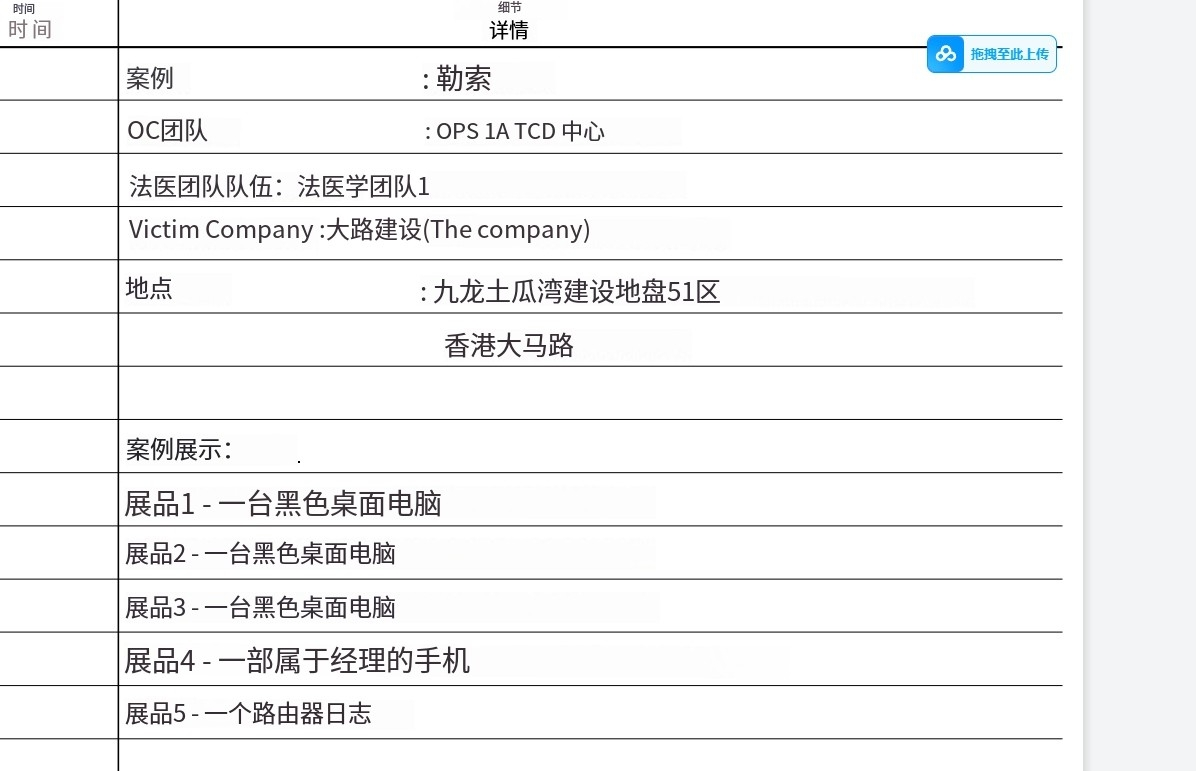 时间
细节
时间
详情
拖拽至此上传
案例 : 勒索
OC团队 : OPS 1A TCD 中心
法医团队队伍：法医学团队1
Victim Company :大路建设(The company)
地点 : 九龙土瓜湾建设地盘51区
香港大马路
案例展示：
展品1 - 一台黑色桌面电脑
展品2 - 一台黑色桌面电脑
展品3 - 一台黑色桌面电脑
展品4 - 一部属于经理的手机
展品5 - 一个路由器日志